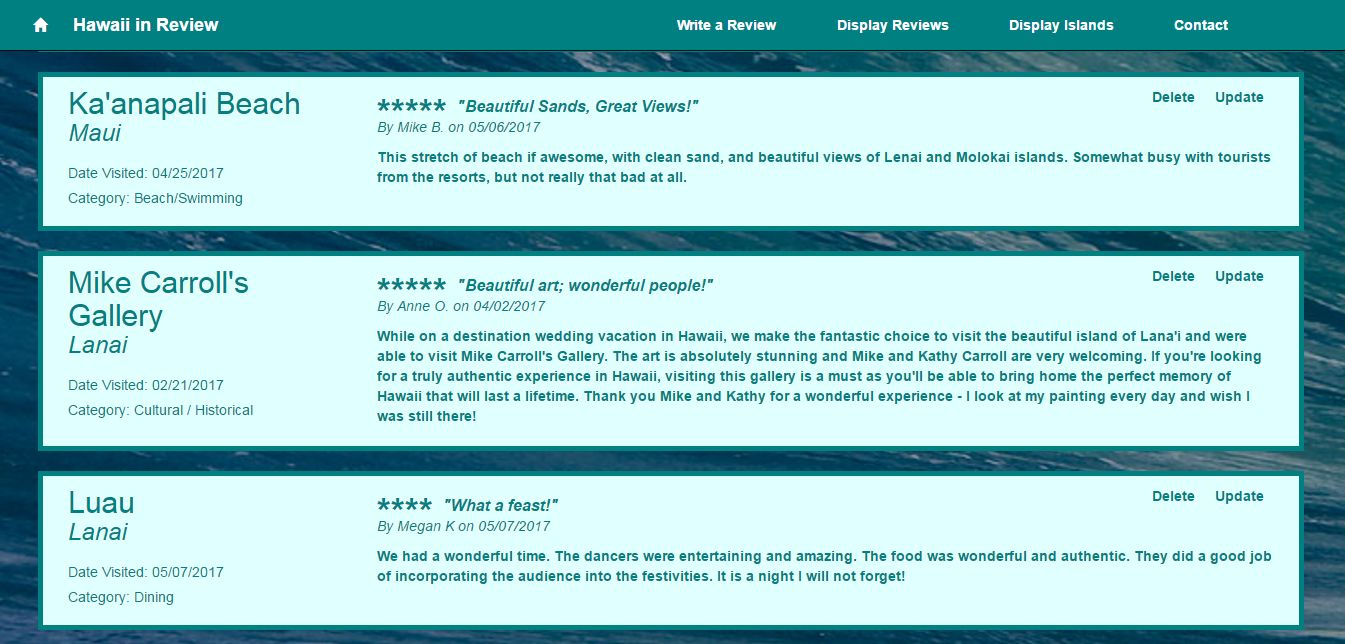 Hawaii in Review
Write a Review
Display Reviews
Display Islands
Contact
Ka'anapali Beach
Maui
Date Visited: 04/25/2017
Category: Beach/Swimming
***** "Beautiful Sands, Great Views!"
By Mike B. on 05/06/2017
This stretch of beach if awesome, with clean sand, and beautiful views of Lenai and Molokai islands. Somewhat busy with tourists
from the resorts, but not really that bad at all.
Delete
Update
Mike Carroll's
Gallery
Lanai
Date Visited: 02/21/2017
Category: Cultural / Historical
***** "Beautiful art; wonderful people!"
By Anne O. on 04/02/2017
While on a destination wedding vacation in Hawaii, we make the fantastic choice to visit the beautiful island of Lana'i and were
able to visit Mike Carroll's Gallery. The art is absolutely stunning and Mike and Kathy Carroll are very welcoming. If you're looking
for a truly authentic experience in Hawaii, visiting this gallery is a must as you'll be able to bring home the perfect memory of
Hawaii that will last a lifetime. Thank you Mike and Kathy for a wonderful experience - I look at my painting every day and wish I
was still there!
Delete
Update
Luau
Lanai
Date Visited: 05/07/2017
Category: Dining
**** "What a feast!"
By Megan K on 05/07/2017
We had a wonderful time. The dancers were entertaining and amazing. The food was wonderful and authentic. They did a good job
of incorporating the audience into the festivities. It is a night I will not forget!
Delete
Update